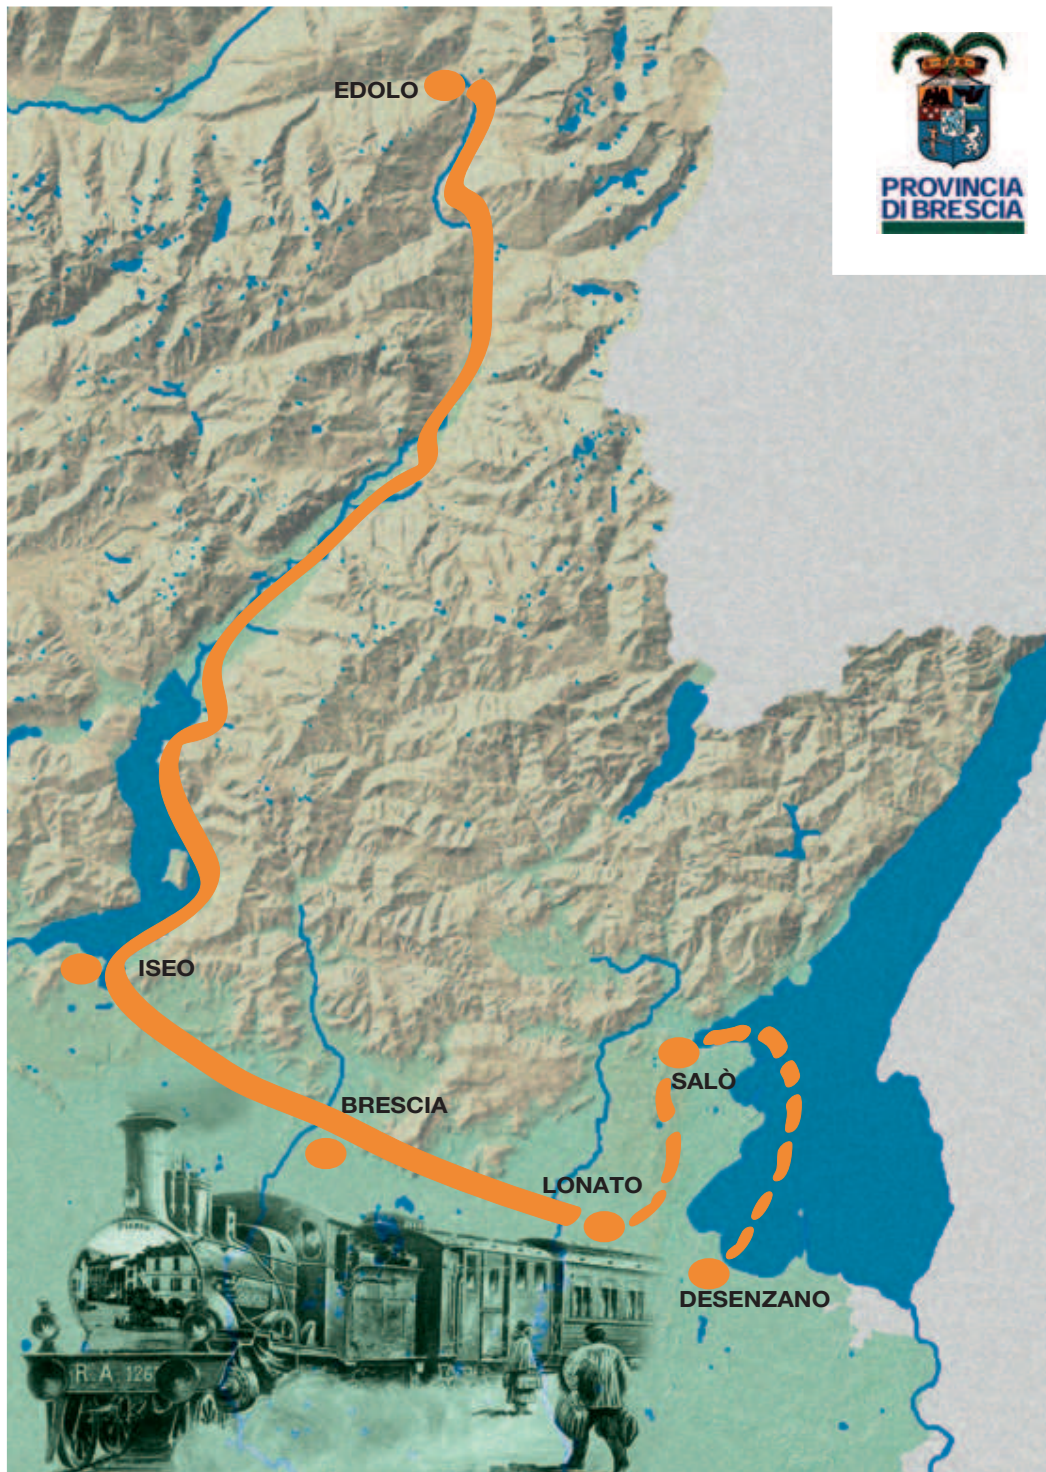 EDOLO
PROVINCIA
DI BRESCIA
ISEO
SALÒ
BRESCIA
LONATO
DESENZANO
R.A. 126